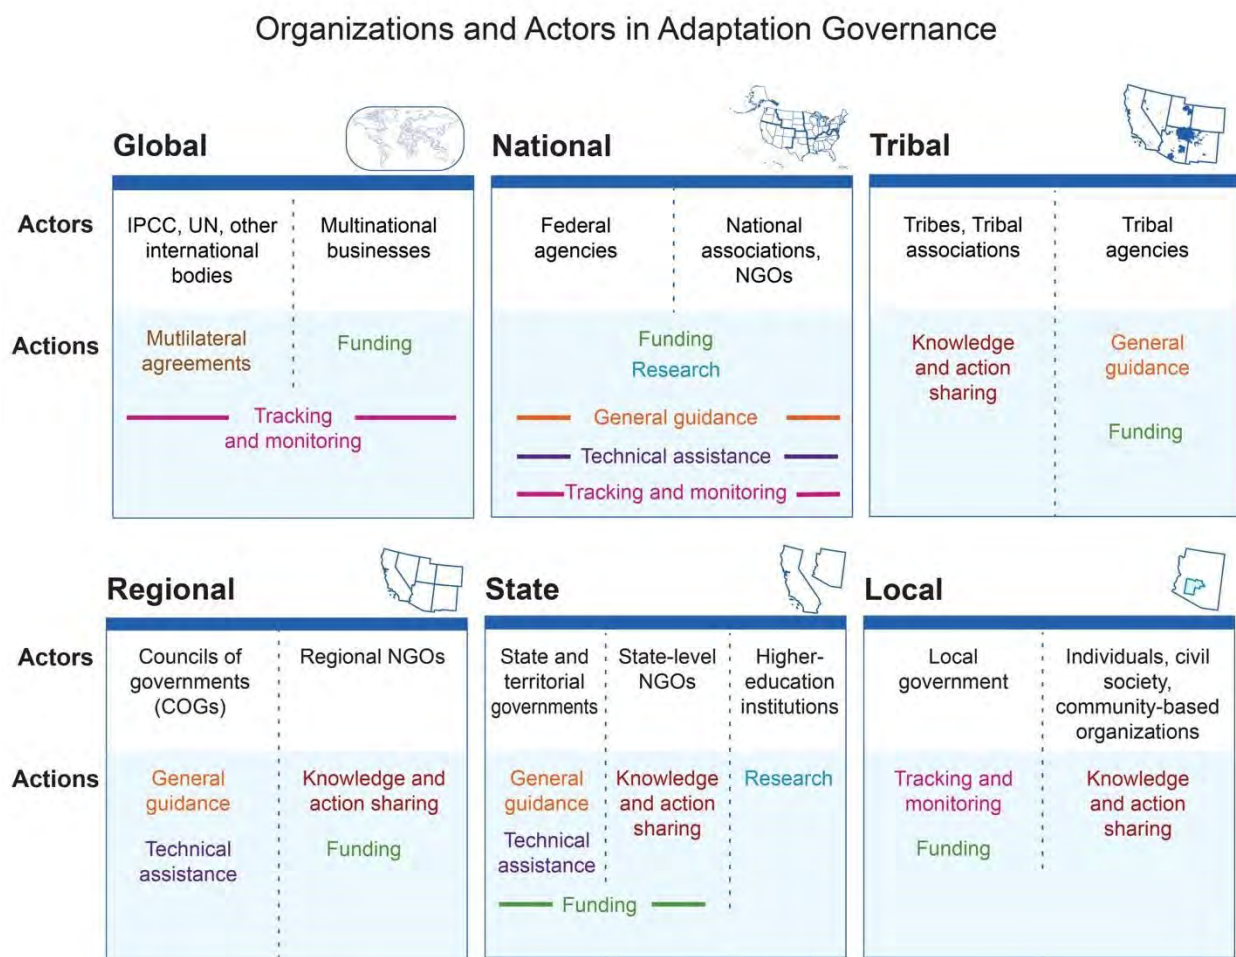 Organizations and Actors in Adaptation Governance
Global
National
Tribal
Actors
IPCC, UN, other
international
bodies
Multinational
businesses
Federal
agencies
National
associations,
NGOs
Tribes, Tribal
associations
Tribal
agencies
Actions
Mutlilateral
agreements
Funding
Tracking
and monitoring
Funding
Research
General guidance
Technical assistance
Tracking and monitoring
Knowledge
and action
sharing
General
guidance
Funding
Regional
State
Local
Actors
Councils of
governments
(COGs)
Regional NGOs
State and
territorial
governments
State-level
NGOs
Higher-
education
institutions
Local
government
Individuals, civil
society,
community-based
organizations
Actions
General
guidance
Technical
assistance
Knowledge and
action sharing
Funding
General
guidance
Technical
assistance
Knowledge
and action
sharing
Funding
Research
Tracking and
monitoring
Funding
Knowledge
and action
sharing